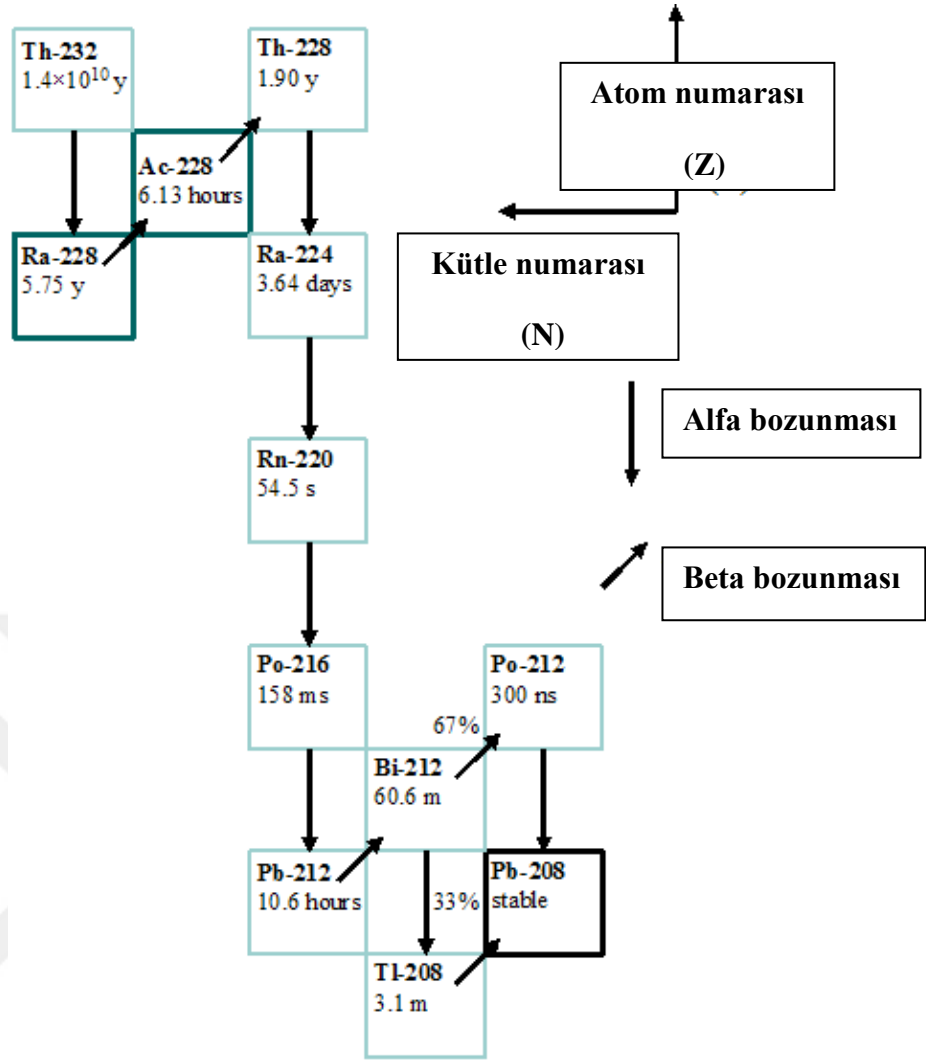 Th-232
1.4×10¹⁰ y
Th-228
1.90 y
Ac-228
6.13 hours
Ra-228
5.75 y
Ra-224
3.64 days
Rn-220
54.5 s
Po-216
158 ms
Po-212
300 ns
67%
Bi-212
60.6 m
Pb-212
10.6 hours
33%
Pb-208
stable
Tl-208
3.1 m
Atom numarası
(Z)
Kütle numarası
(N)
Alfa bozunması
Beta bozunması